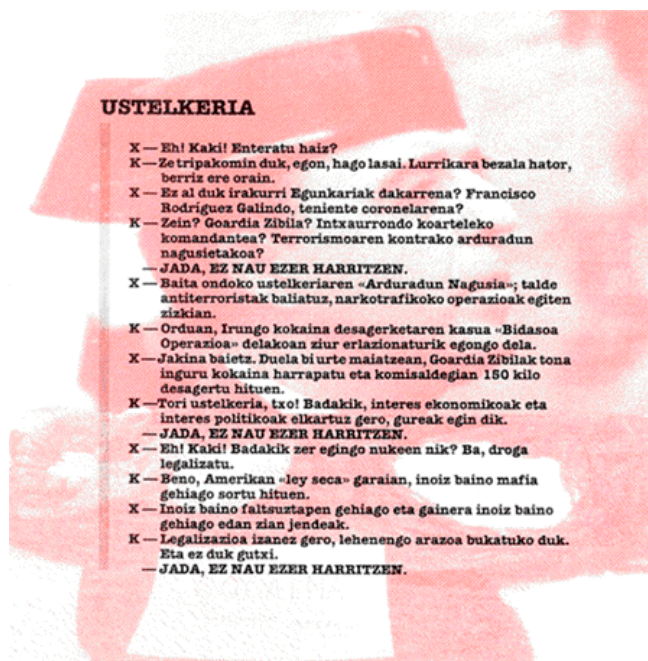 USTELKERIA
X — Eh! Kaki! Enteratu haiz?
K — Ze tripakomin duk, egon, hago lasai. Lurrikara bezala hator,
berriz ere orain.
X — Ez al duk irakurri Egunkariak dakarrena? Francisco
Rodríguez Galindo, teniente coronelarena?
K — Zein? Goardia Zibila? Intxaurrondo koarteleko
komandantea? Terrorismoaren kontrako arduradun
nagusietakoa?
— JADA, EZ NAU EZER HARRITZEN.
X — Baita ondoko ustelkeriaren «Arduradun Nagusia»; talde
antiterroristak baliatuz, narkotrafikoko operazioak egiten
zizkian.
K — Orduan, Irungo kokaina desagerketaren kasua «Bidasoa
Operazioa» delakoan ziur erlazionaturik egongo dela.
X — Jakina baietz. Duela bi urte maiatzean, Goardia Zibilak tona
inguru kokaina harrapatu eta komisaldegian 150 kilo
desagertu hituen.
K — Tori ustelkeria, txo! Badakik, interes ekonomikoak eta
interes politikoak elkartuz gero, gureak egin dik.
— JADA, EZ NAU EZER HARRITZEN.
X — Eh! Kaki! Badakik zer egingo nukeen nik? Ba, droga
legalizatu.
K — Beno, Amerikan «ley seca» garaian, inoiz baino mafia
gehiago sortu hituen.
X — Inoiz baino faltsuztapen gehiago eta gainera inoiz baino
gehiago edan zian jendeak.
K — Legalizazioa izanez gero, lehenengo arazoa bukatuko duk.
Eta ez duk gutxi.
— JADA, EZ NAU EZER HARRITZEN.